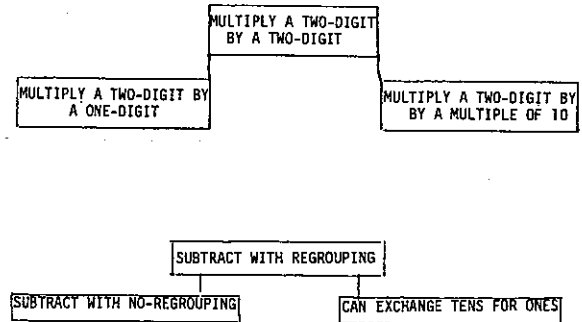 MULTIPLY A TWO-DIGIT
BY A TWO-DIGIT
MULTIPLY A TWO-DIGIT BY
A ONE-DIGIT
MULTIPLY A TWO-DIGIT BY
BY A MULTIPLE OF 10
SUBTRACT WITH REGROUPING
SUBTRACT WITH NO-REGROUPING
CAN EXCHANGE TENS FOR ONES